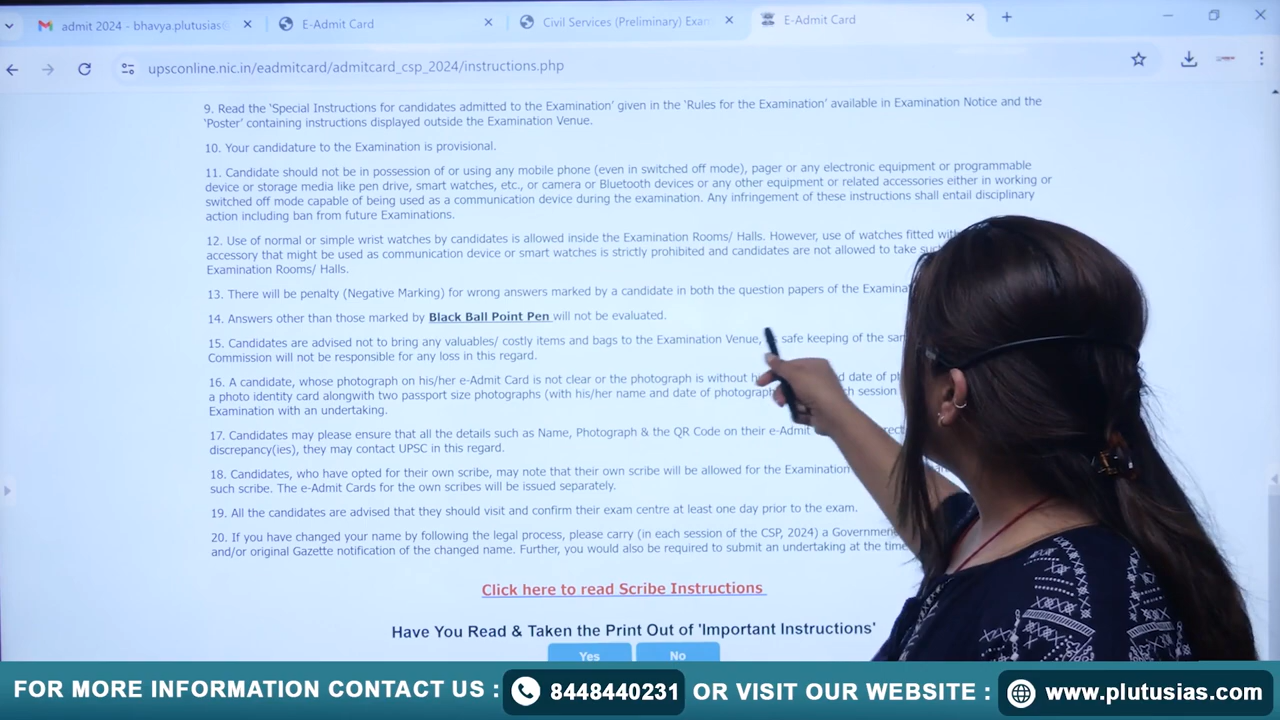 admit 2024 - bhavya.plutusias@
E-Admit Card
Civil Services (Preliminary) Exam
E-Admit Card
upsconline.nic.in/eadmitcard/admitcard_csp_2024/instructions.php
9. Read the 'Special Instructions for candidates admitted to the Examination' given in the 'Rules for the Examination' available in Examination Notice and the
'Poster' containing instructions displayed outside the Examination Venue.
10. Your candidature to the Examination is provisional.
11. Candidate should not be in possession of or using any mobile phone (even in switched off mode), pager or any electronic equipment or programmable
device or storage media like pen drive, smart watches, etc., or camera or Bluetooth devices or any other equipment or related accessories either in working or
switched off mode capable of being used as a communication device during the examination. Any infringement of these instructions shall entail disciplinary
action including ban from future Examinations.
12. Use of normal or simple wrist watches by candidates is allowed inside the Examination Rooms/ Halls. However, use of watches fitted with
accessory that might be used as communication device or smart watches is strictly prohibited and candidates are not allowed to take
Examination Rooms/ Halls.
13. There will be penalty (Negative Marking) for wrong answers marked by a candidate in both the question papers of the
14. Answers other than those marked by Black Ball Point Pen will not be evaluated.
15. Candidates are advised not to bring any valuables/ costly items and bags to the Examination Venue, safe keeping of the
Commission will not be responsible for any loss in this regard.
16. A candidate, whose photograph on his/her e-Admit Card is not clear or the photograph is without date of
a photo identity card alongwith two passport size photographs (with his/her name and date of session
Examination with an undertaking.
17. Candidates may please ensure that all the details such as Name, Photograph & the QR Code on their e-Admit
discrepancy(ies), they may contact UPSC in this regard.
18. Candidates, who have opted for their own scribe, may note that their own scribe will be allowed for the Examination
such scribe. The e-Admit Cards for the own scribes will be issued separately.
19. All the candidates are advised that they should visit and confirm their exam centre at least one day prior to the exam.
20. If you have changed your name by following the legal process, please carry (in each session of the CSP, 2024) a
and/or original Gazette notification of the changed name. Further, you would also be required to submit an undertaking at the
Click here to read Scribe Instructions
Have You Read & Taken the Print Out of 'Important Instructions'
Yes No
FOR MORE INFORMATION CONTACT US : 8448440231 OR VISIT OUR WEBSITE : www.plutusias.com